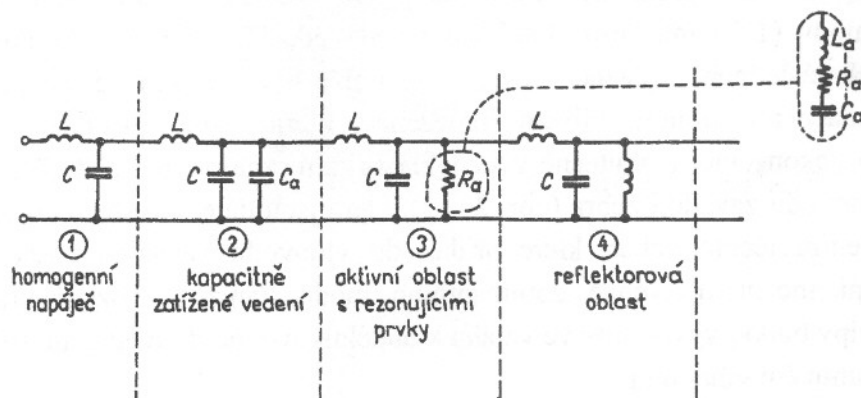 L
C
L
C
Cₐ
L
C
Rₐ
L
C
Lₐ
Rₐ
Cₐ
①
homogenní
napáječ
②
kapacitně
zatížené vedení
③
aktivní oblast
s rezonujícími
prvky
④
reflektorová
oblast